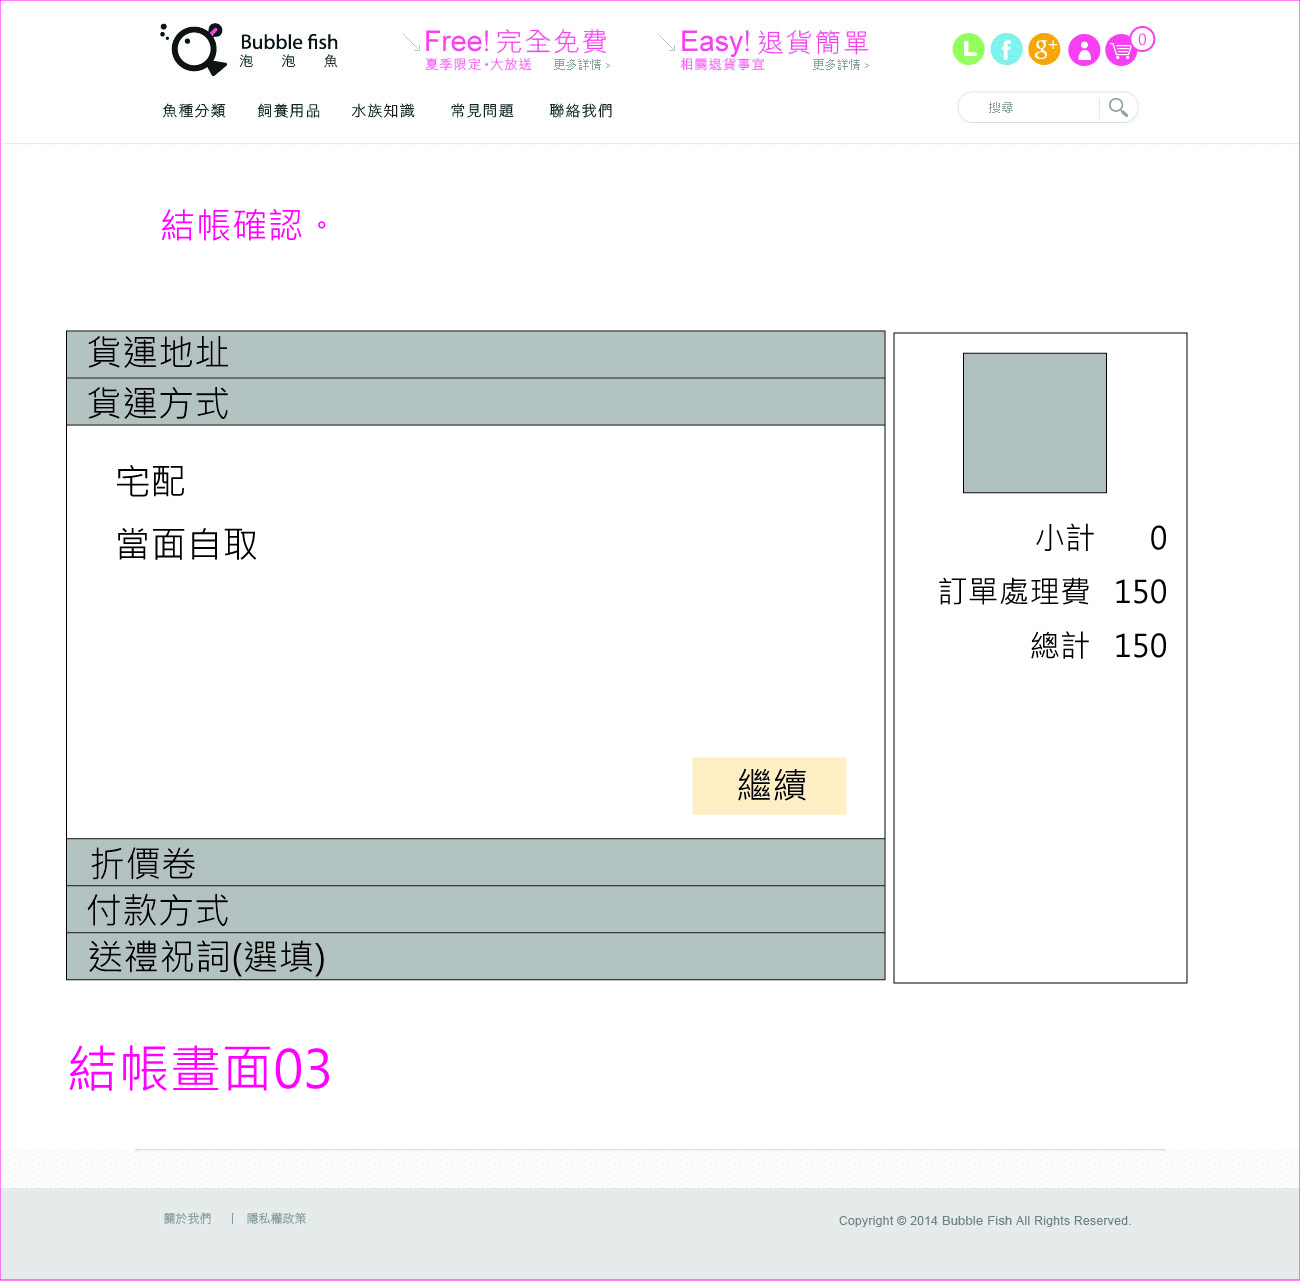 Bubble fish
泡 泡 魚
Free! 完全免費
夏季限定・大放送 更多詳情 >
Easy! 退貨簡單
相關退貨事宜 更多詳情 >
L f g+ 0
魚種分類 飼養用品 水族知識 常見問題 聯絡我們
搜尋
結帳確認。
貨運地址
貨運方式
宅配
當面自取
繼續
折價卷
付款方式
送禮祝詞(選填)
小計 0
訂單處理費 150
總計 150
結帳畫面03
關於我們 | 隱私權政策
Copyright © 2014 Bubble Fish All Rights Reserved.